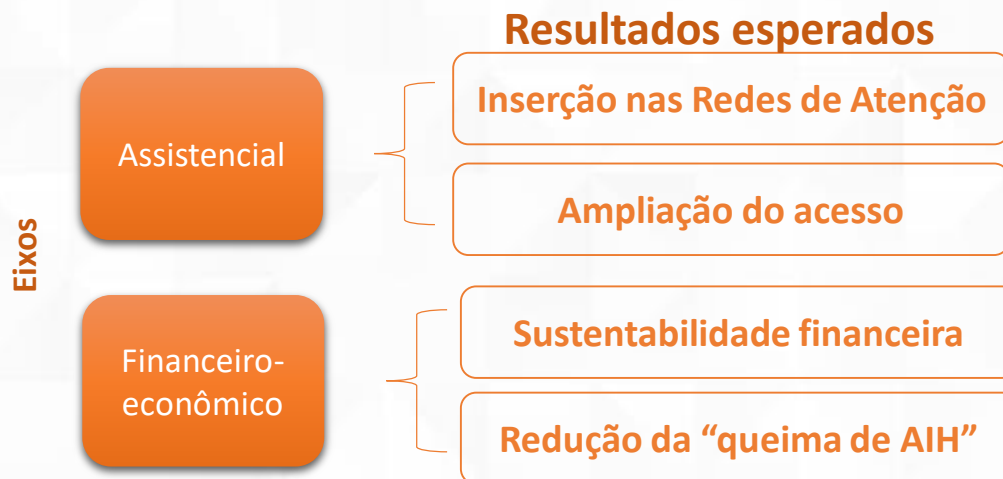 Resultados esperados
Eixos
Assistencial
Inserção nas Redes de Atenção
Ampliação do acesso
Financeiro-
econômico
Sustentabilidade financeira
Redução da “queima de AIH”